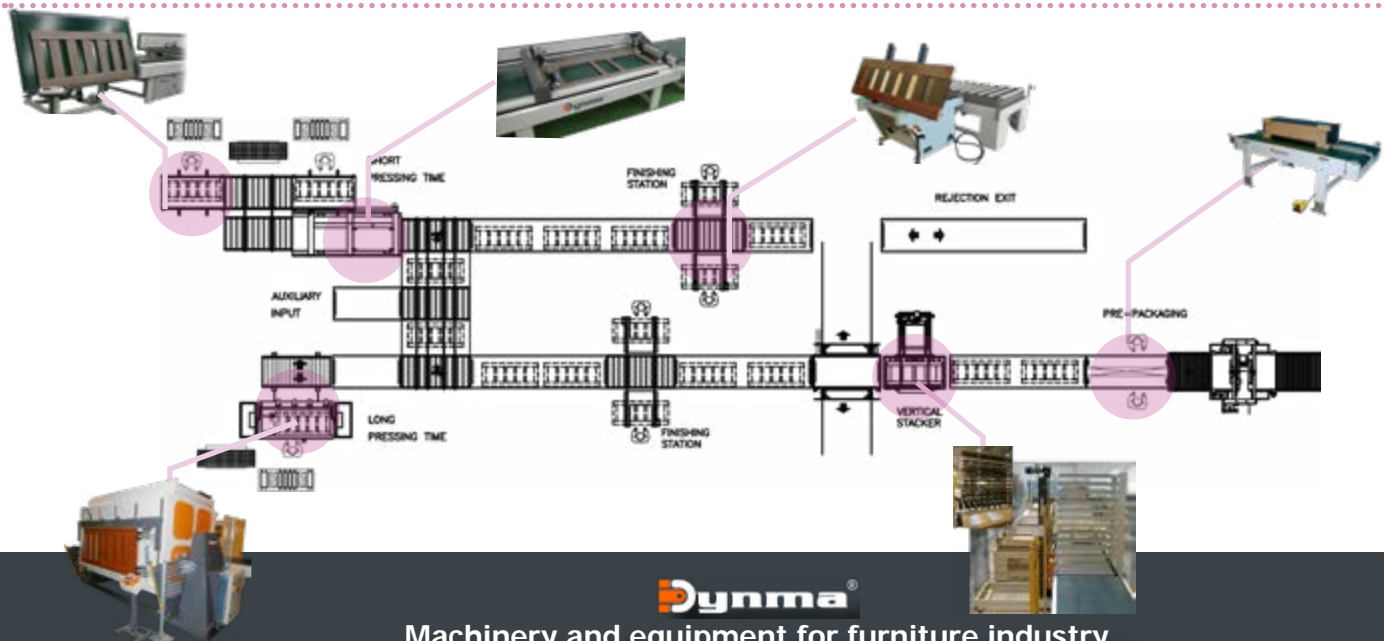 SHORT
PRESSING TIME
FINISHING
STATION
REJECTION EXIT
AUXILIARY
INPUT
PRE-PACKAGING
LONG
PRESSING TIME
FINISHING
STATION
VERTICAL
STACKER
Dynma®
Machinery and equipment for furniture industry